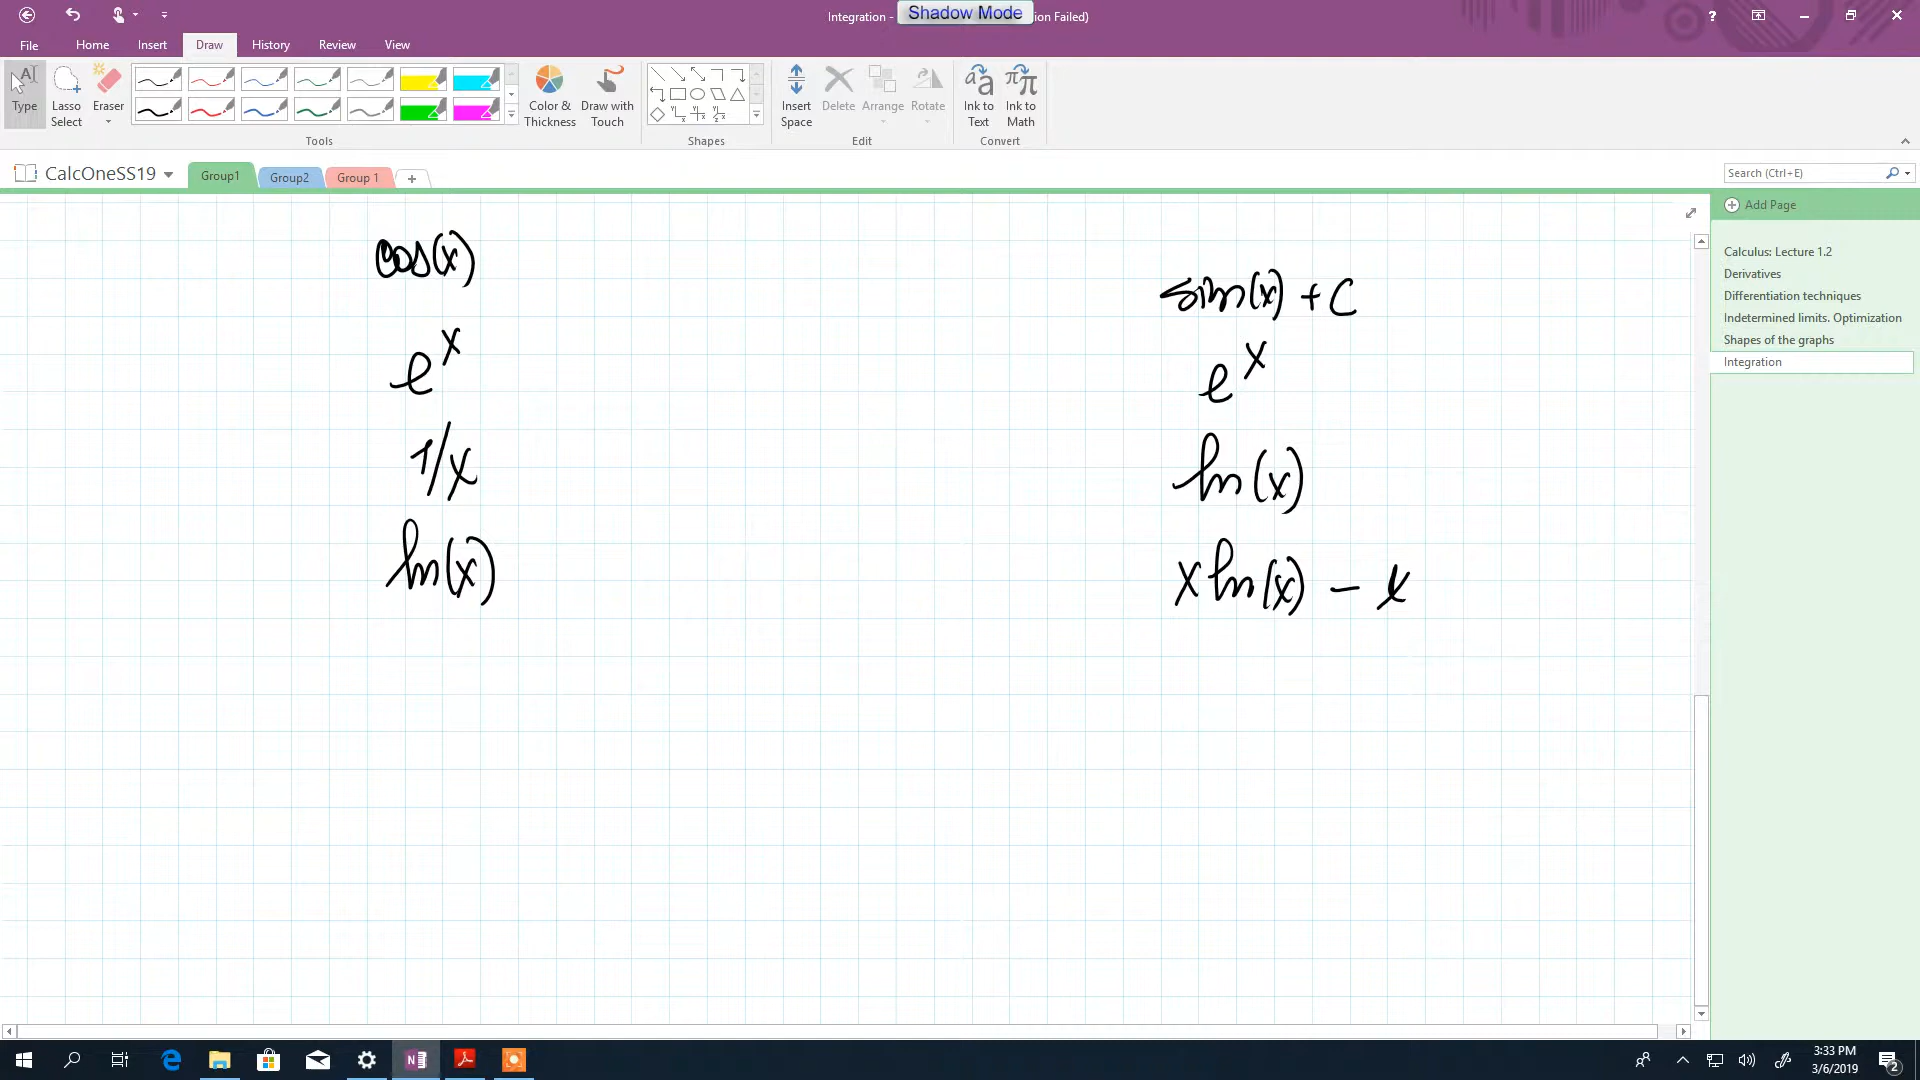 Integration - Shadow Mode ion Failed)
File Home Insert Draw History Review View
Type
Lasso Select
Eraser
Color & Thickness
Draw with Touch
Insert Space
Delete
Arrange
Rotate
Ink to Text
Ink to Math
Tools
Shapes
Edit
Convert
CalcOneSS19
Group1
Group2
Group 1
Search (Ctrl+E)
Add Page
Calculus: Lecture 1.2
Derivatives
Differentiation techniques
Indetermined limits. Optimization
Shapes of the graphs
Integration
cos(x)
sin(x) + C
e^x
e^x
1/x
ln(x)
ln(x)
x ln(x) - x
3:33 PM
3/6/2019
2